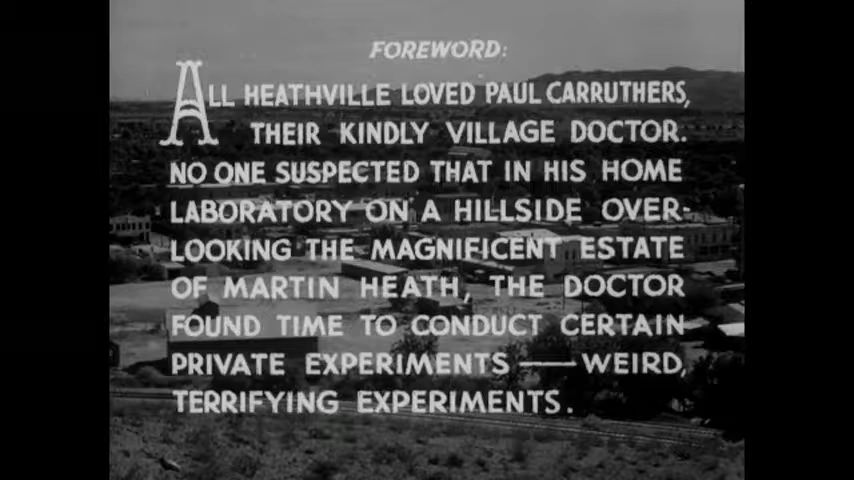 FOREWORD:
ALL HEATHVILLE LOVED PAUL CARRUTHERS,
THEIR KINDLY VILLAGE DOCTOR.
NO ONE SUSPECTED THAT IN HIS HOME
LABORATORY ON A HILLSIDE OVER-
LOOKING THE MAGNIFICENT ESTATE
OF MARTIN HEATH, THE DOCTOR
FOUND TIME TO CONDUCT CERTAIN
PRIVATE EXPERIMENTS — WEIRD,
TERRIFYING EXPERIMENTS.